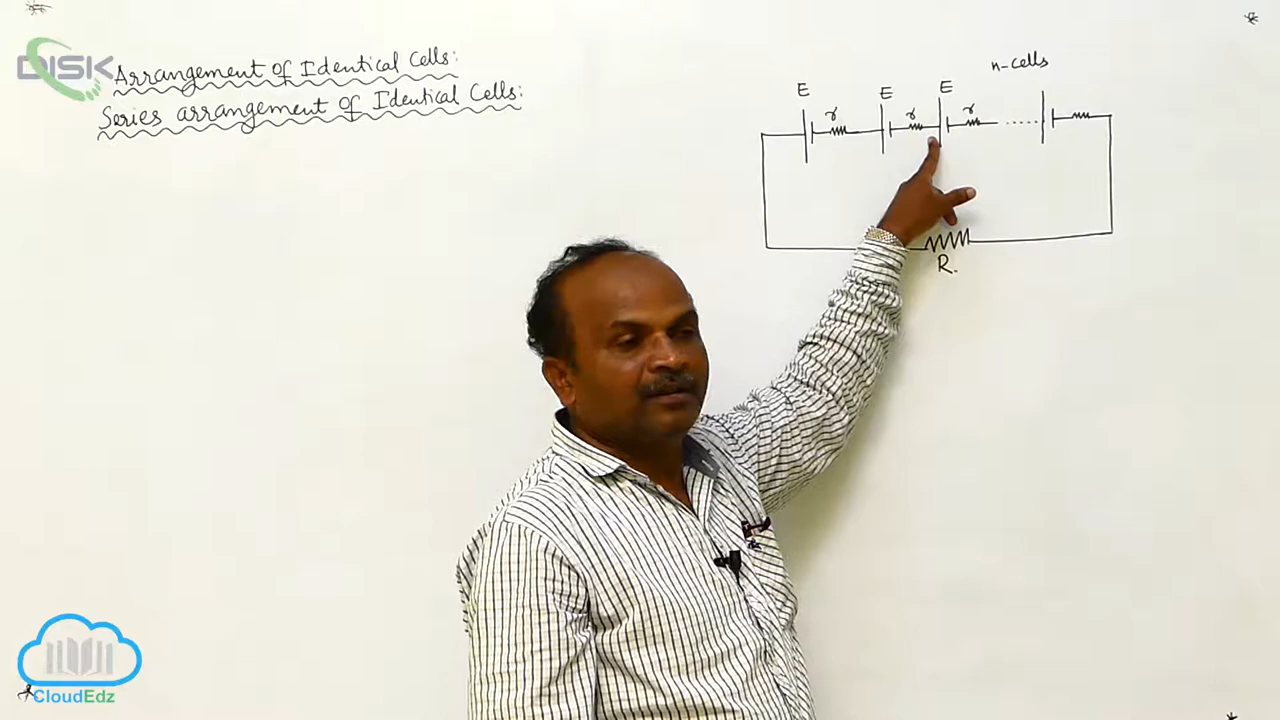 DISK
Arrangement of Identical Cells:
Series arrangement of Identical Cells:
n-cells
E E E
r r r
R.
CloudEdz